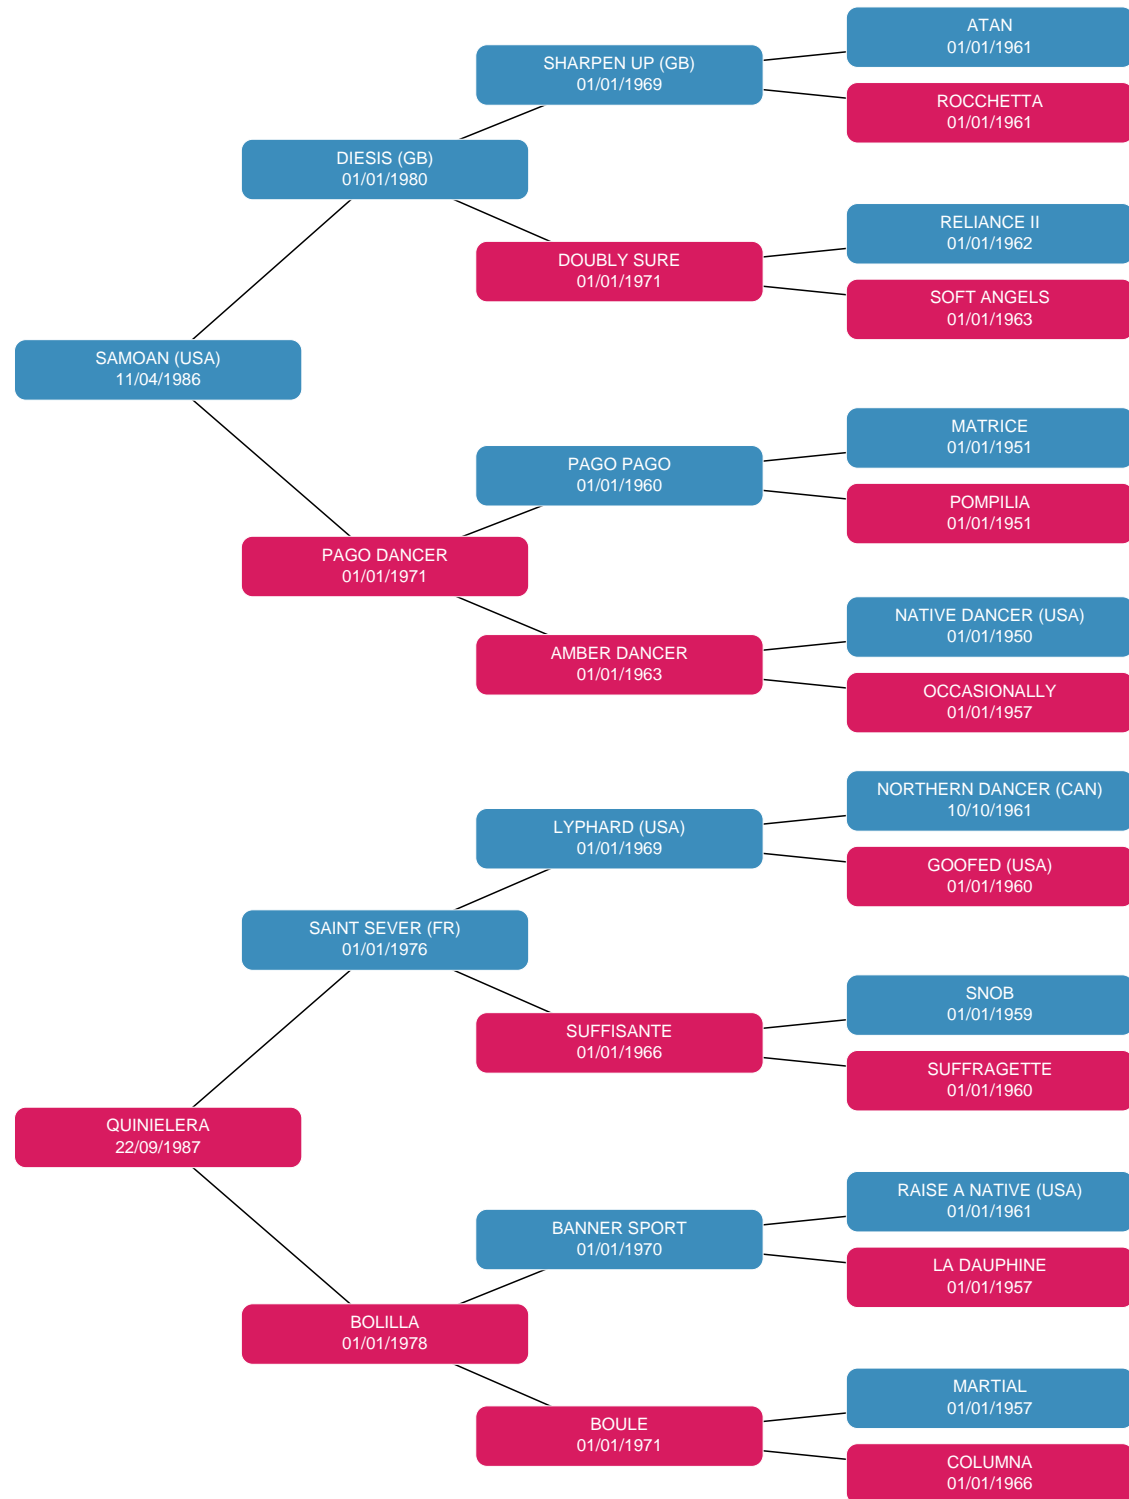 ATAN
01/01/1961
SHARPEN UP (GB)
01/01/1969
ROCCHETTA
01/01/1961
DIESIS (GB)
01/01/1980
RELIANCE II
01/01/1962
DOUBLY SURE
01/01/1971
SOFT ANGELS
01/01/1963
SAMOAN (USA)
11/04/1986
MATRICE
01/01/1951
PAGO PAGO
01/01/1960
POMPILIA
01/01/1951
PAGO DANCER
01/01/1971
NATIVE DANCER (USA)
01/01/1950
AMBER DANCER
01/01/1963
OCCASIONALLY
01/01/1957
NORTHERN DANCER (CAN)
10/10/1961
LYPHARD (USA)
01/01/1969
GOOFED (USA)
01/01/1960
SAINT SEVER (FR)
01/01/1976
SNOB
01/01/1959
SUFFISANTE
01/01/1966
SUFFRAGETTE
01/01/1960
QUINIELERA
22/09/1987
RAISE A NATIVE (USA)
01/01/1961
BANNER SPORT
01/01/1970
LA DAUPHINE
01/01/1957
BOLILLA
01/01/1978
MARTIAL
01/01/1957
BOULE
01/01/1971
COLUMNA
01/01/1966